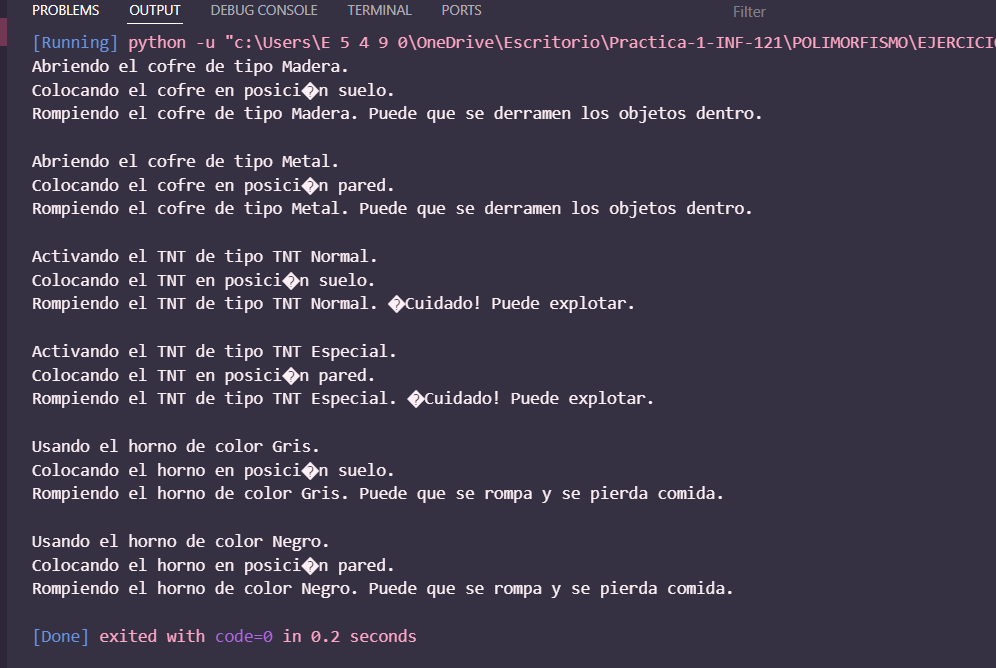 PROBLEMS OUTPUT DEBUG CONSOLE TERMINAL PORTS Filter
[Running] python -u "c:\Users\E 5 4 9 0\OneDrive\Escritorio\Practica-1-INF-121\POLIMORFISMO\EJERCICIO
Abriendo el cofre de tipo Madera.
Colocando el cofre en posici�n suelo.
Rompiendo el cofre de tipo Madera. Puede que se derramen los objetos dentro.
Abriendo el cofre de tipo Metal.
Colocando el cofre en posici�n pared.
Rompiendo el cofre de tipo Metal. Puede que se derramen los objetos dentro.
Activando el TNT de tipo TNT Normal.
Colocando el TNT en posici�n suelo.
Rompiendo el TNT de tipo TNT Normal. �Cuidado! Puede explotar.
Activando el TNT de tipo TNT Especial.
Colocando el TNT en posici�n pared.
Rompiendo el TNT de tipo TNT Especial. �Cuidado! Puede explotar.
Usando el horno de color Gris.
Colocando el horno en posici�n suelo.
Rompiendo el horno de color Gris. Puede que se rompa y se pierda comida.
Usando el horno de color Negro.
Colocando el horno en posici�n pared.
Rompiendo el horno de color Negro. Puede que se rompa y se pierda comida.
[Done] exited with code=0 in 0.2 seconds